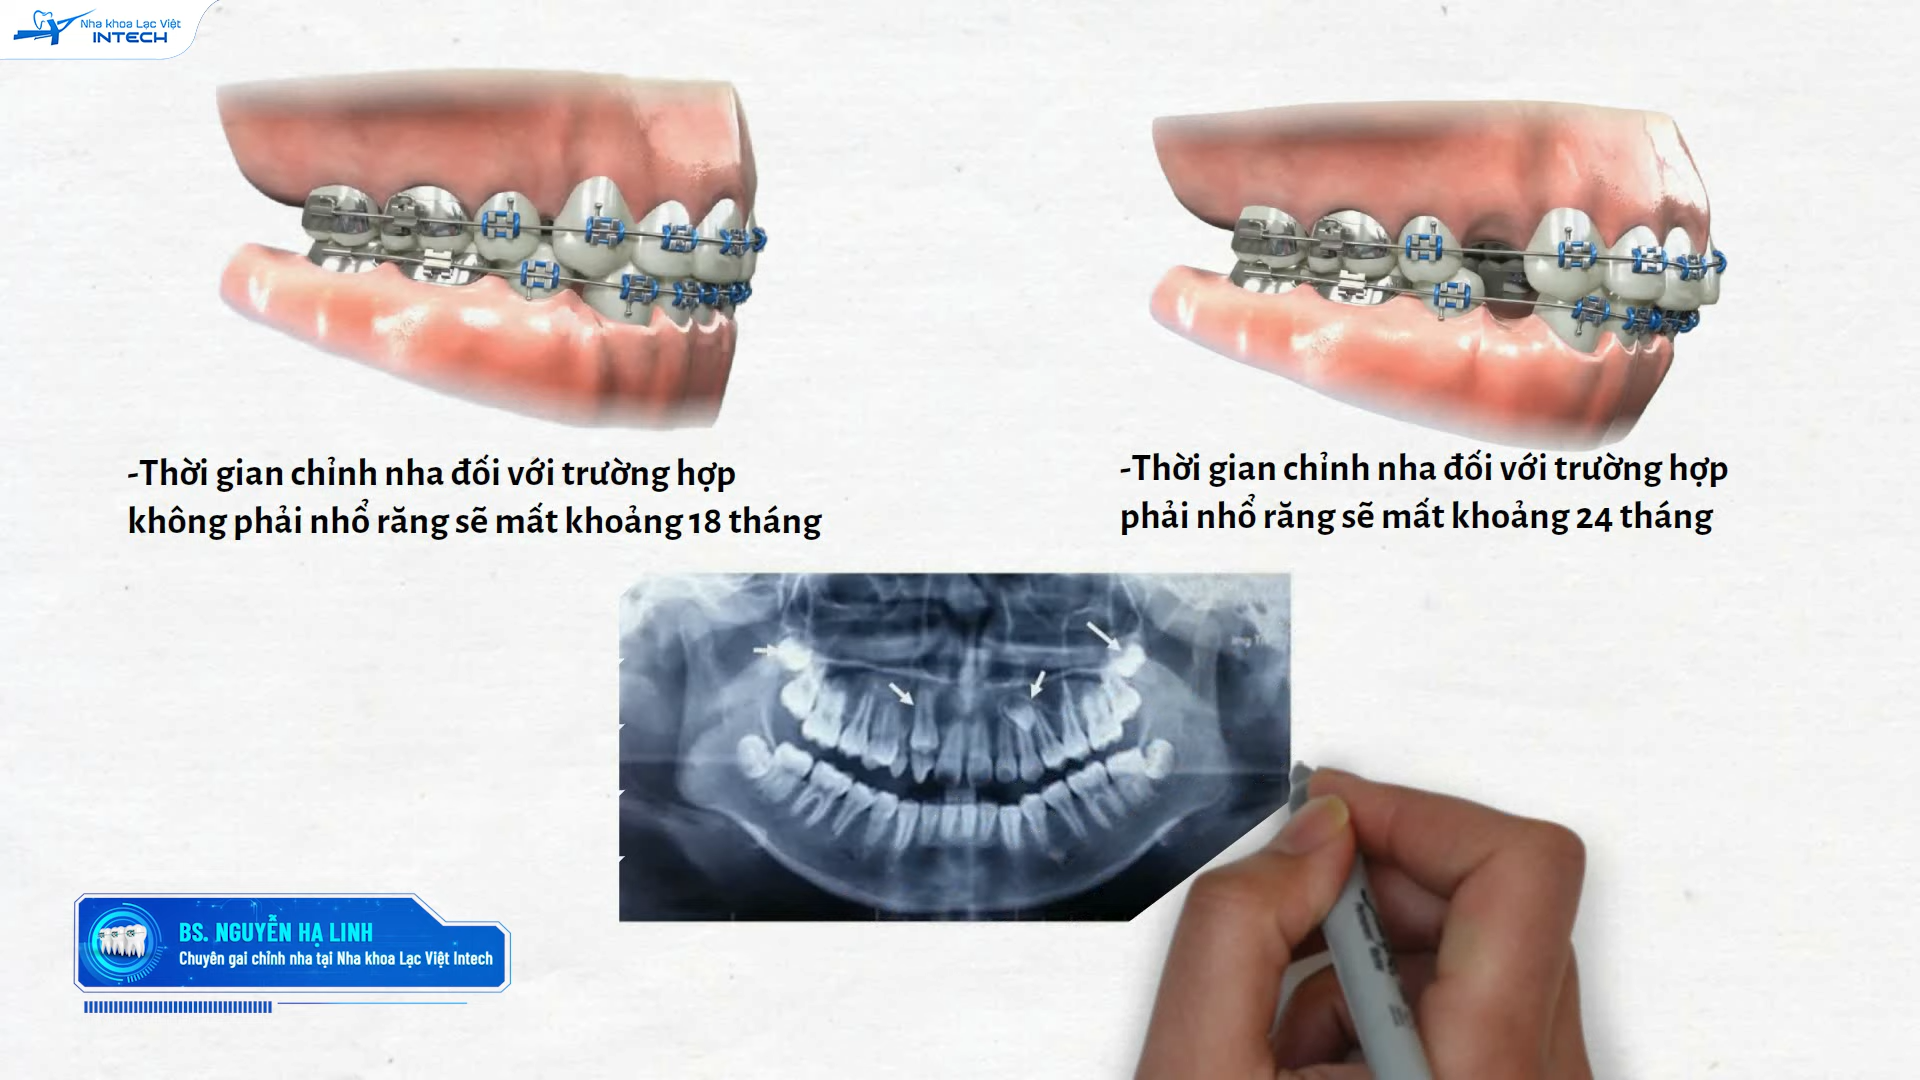 Nha khoa Lạc Việt
INTECH
-Thời gian chỉnh nha đối với trường hợp
không phải nhổ răng sẽ mất khoảng 18 tháng
-Thời gian chỉnh nha đối với trường hợp
phải nhổ răng sẽ mất khoảng 24 tháng
BS. NGUYỄN HẠ LINH
Chuyên gai chỉnh nha tại Nha khoa Lạc Việt Intech